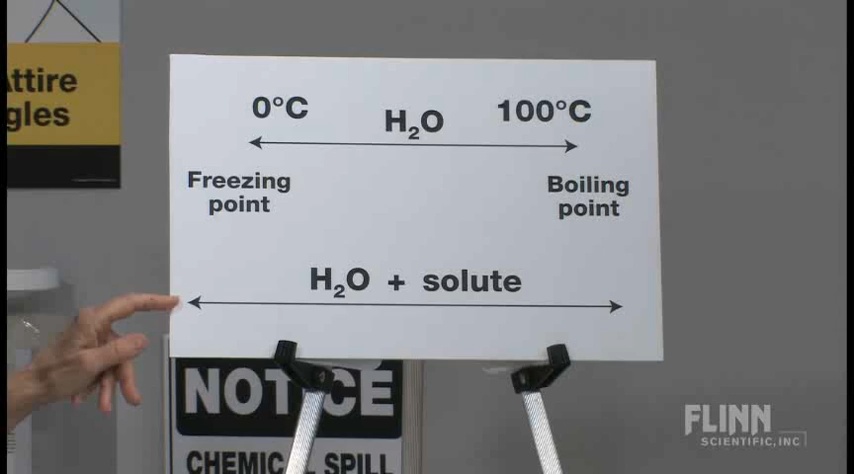 Attire
gles
0°C
H₂O
100°C
Freezing
point
Boiling
point
H₂O + solute
NOTICE
CHEMICAL SPILL
FLINN
SCIENTIFIC, INC